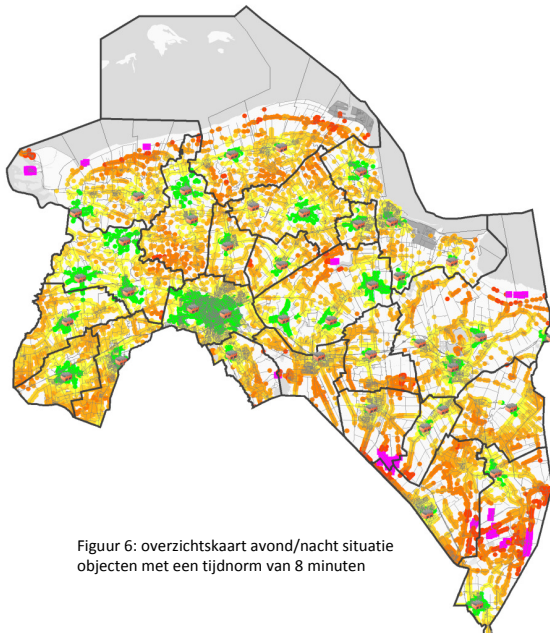 Figuur 6: overzichtskaart avond/nacht situatie
objecten met een tijdnorm van 8 minuten